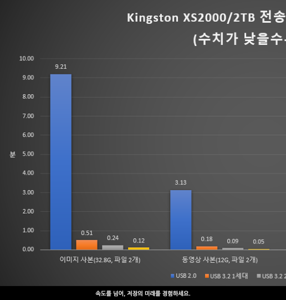 Kingston XS2000/2TB 전송
(수치가 낮을수
10.00
9.00
8.00
7.00
6.00
5.00
4.00
3.00
2.00
1.00
0.00
분
9.21
0.51
0.24
0.12
3.13
0.18
0.09
0.05
이미지 사본(32.8G, 파일 2개)
동영상 사본(12G, 파일 2개)
USB 2.0
USB 3.2 1세대
USB 3.2 2
속도를 넘어, 저장의 미래를 경험하세요.